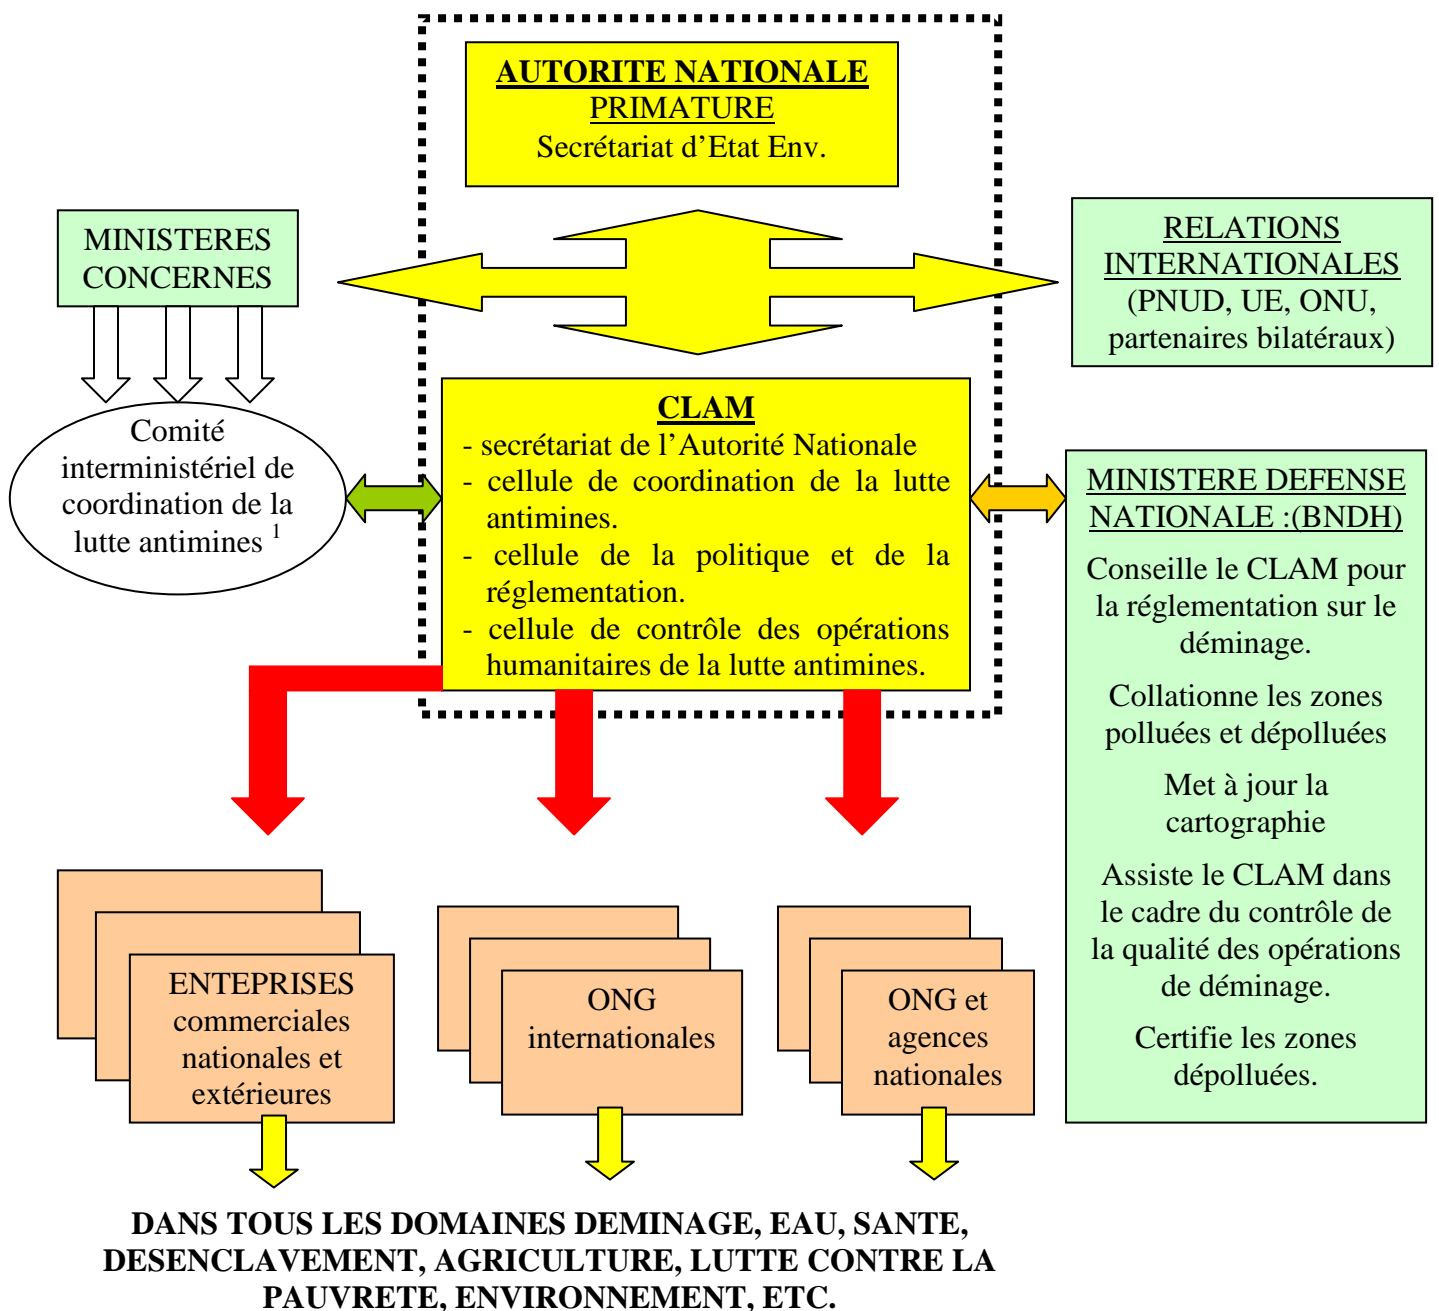 AUTORITE NATIONALE
PRIMATURE
Secrétariat d’Etat Env.
MINISTERES
CONCERNES
RELATIONS
INTERNATIONALES
(PNUD, UE, ONU,
partenaires bilatéraux)
Comité
interministériel de
coordination de la
lutte antimines 1
CLAM
- secrétariat de l’Autorité Nationale
- cellule de coordination de la lutte
antimines.
- cellule de la politique et de la
réglementation.
- cellule de contrôle des opérations
humanitaires de la lutte antimines.
MINISTERE DEFENSE
NATIONALE :(BNDH)
Conseille le CLAM pour
la réglementation sur le
déminage.
Collationne les zones
polluées et dépolluées
Met à jour la
cartographie
Assiste le CLAM dans
le cadre du contrôle de
la qualité des opérations
de déminage.
Certifie les zones
dépolluées.
ENTEPRISES
commerciales
nationales et
extérieures
ONG
internationales
ONG et
agences
nationales
DANS TOUS LES DOMAINES DEMINAGE, EAU, SANTE,
DESENCLAVEMENT, AGRICULTURE, LUTTE CONTRE LA
PAUVRETE, ENVIRONNEMENT, ETC.